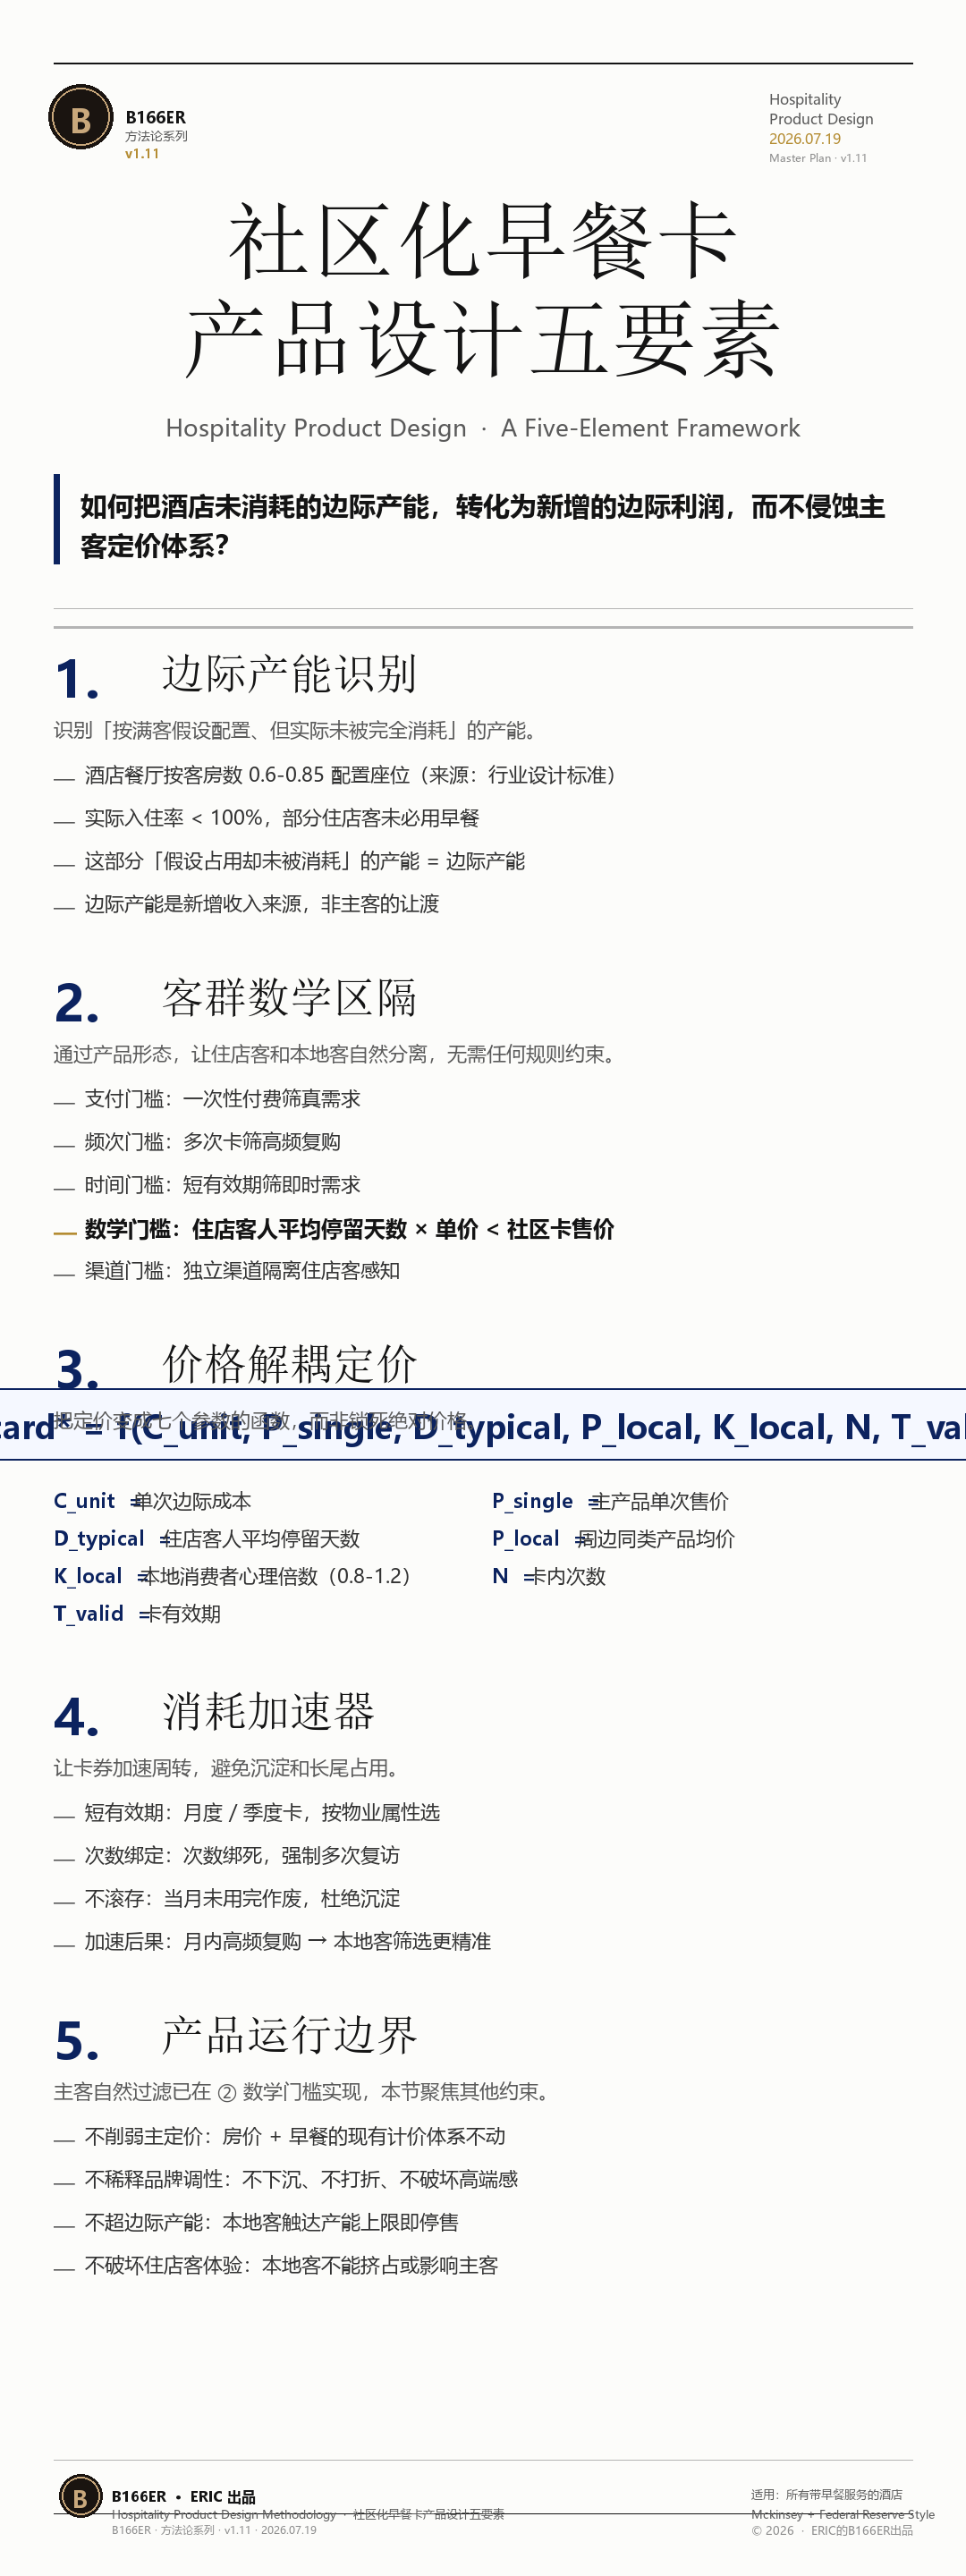 B
B166ER
方法论系列
v1.11
Hospitality
Product Design
2026.07.19
Master Plan · v1.11
社区化早餐卡
产品设计五要素
Hospitality Product Design · A Five-Element Framework
如何把酒店未消耗的边际产能，转化为新增的边际利润，而不侵蚀主
客定价体系？
1. 边际产能识别
识别「按满客假设配置、但实际未被完全消耗」的产能。
— 酒店餐厅按客房数 0.6-0.85 配置座位（来源：行业设计标准）
— 实际入住率 < 100%，部分住店客未必用早餐
— 这部分「假设占用却未被消耗」的产能 = 边际产能
— 边际产能是新增收入来源，非主客的让渡
2. 客群数学区隔
通过产品形态，让住店客和本地客自然分离，无需任何规则约束。
— 支付门槛：一次性付费筛真需求
— 频次门槛：多次卡筛高频复购
— 时间门槛：短有效期筛即时需求
— 数学门槛：住店客人平均停留天数 × 单价 < 社区卡售价
— 渠道门槛：独立渠道隔离住店客感知
3. 价格解耦定价
把定价变成七个参数的函数，而非锁死绝对价格。
card* = f(C_unit, P_single, D_typical, P_local, K_local, N, T_val
C_unit = 单次边际成本
P_single = 主产品单次售价
D_typical = 住店客人平均停留天数
P_local = 周边同类产品均价
K_local = 本地消费者心理倍数（0.8-1.2）
N = 卡内次数
T_valid = 卡有效期
4. 消耗加速器
让卡券加速周转，避免沉淀和长尾占用。
— 短有效期：月度 / 季度卡，按物业属性选
— 次数绑定：次数绑死，强制多次复访
— 不滚存：当月未用完作废，杜绝沉淀
— 加速后果：月内高频复购 → 本地客筛选更精准
5. 产品运行边界
主客自然过滤已在 ② 数学门槛实现，本节聚焦其他约束。
— 不削弱主定价：房价 + 早餐的现有计价体系不动
— 不稀释品牌调性：不下沉、不打折、不破坏高端感
— 不超边际产能：本地客触达产能上限即停售
— 不破坏住店客体验：本地客不能挤占或影响主客
B
B166ER • ERIC 出品
Hospitality Product Design Methodology · 社区化早餐卡产品设计五要素
B166ER · 方法论系列 · v1.11 · 2026.07.19
适用：所有带早餐服务的酒店
Mckinsey + Federal Reserve Style
© 2026 · ERIC的B166ER出品